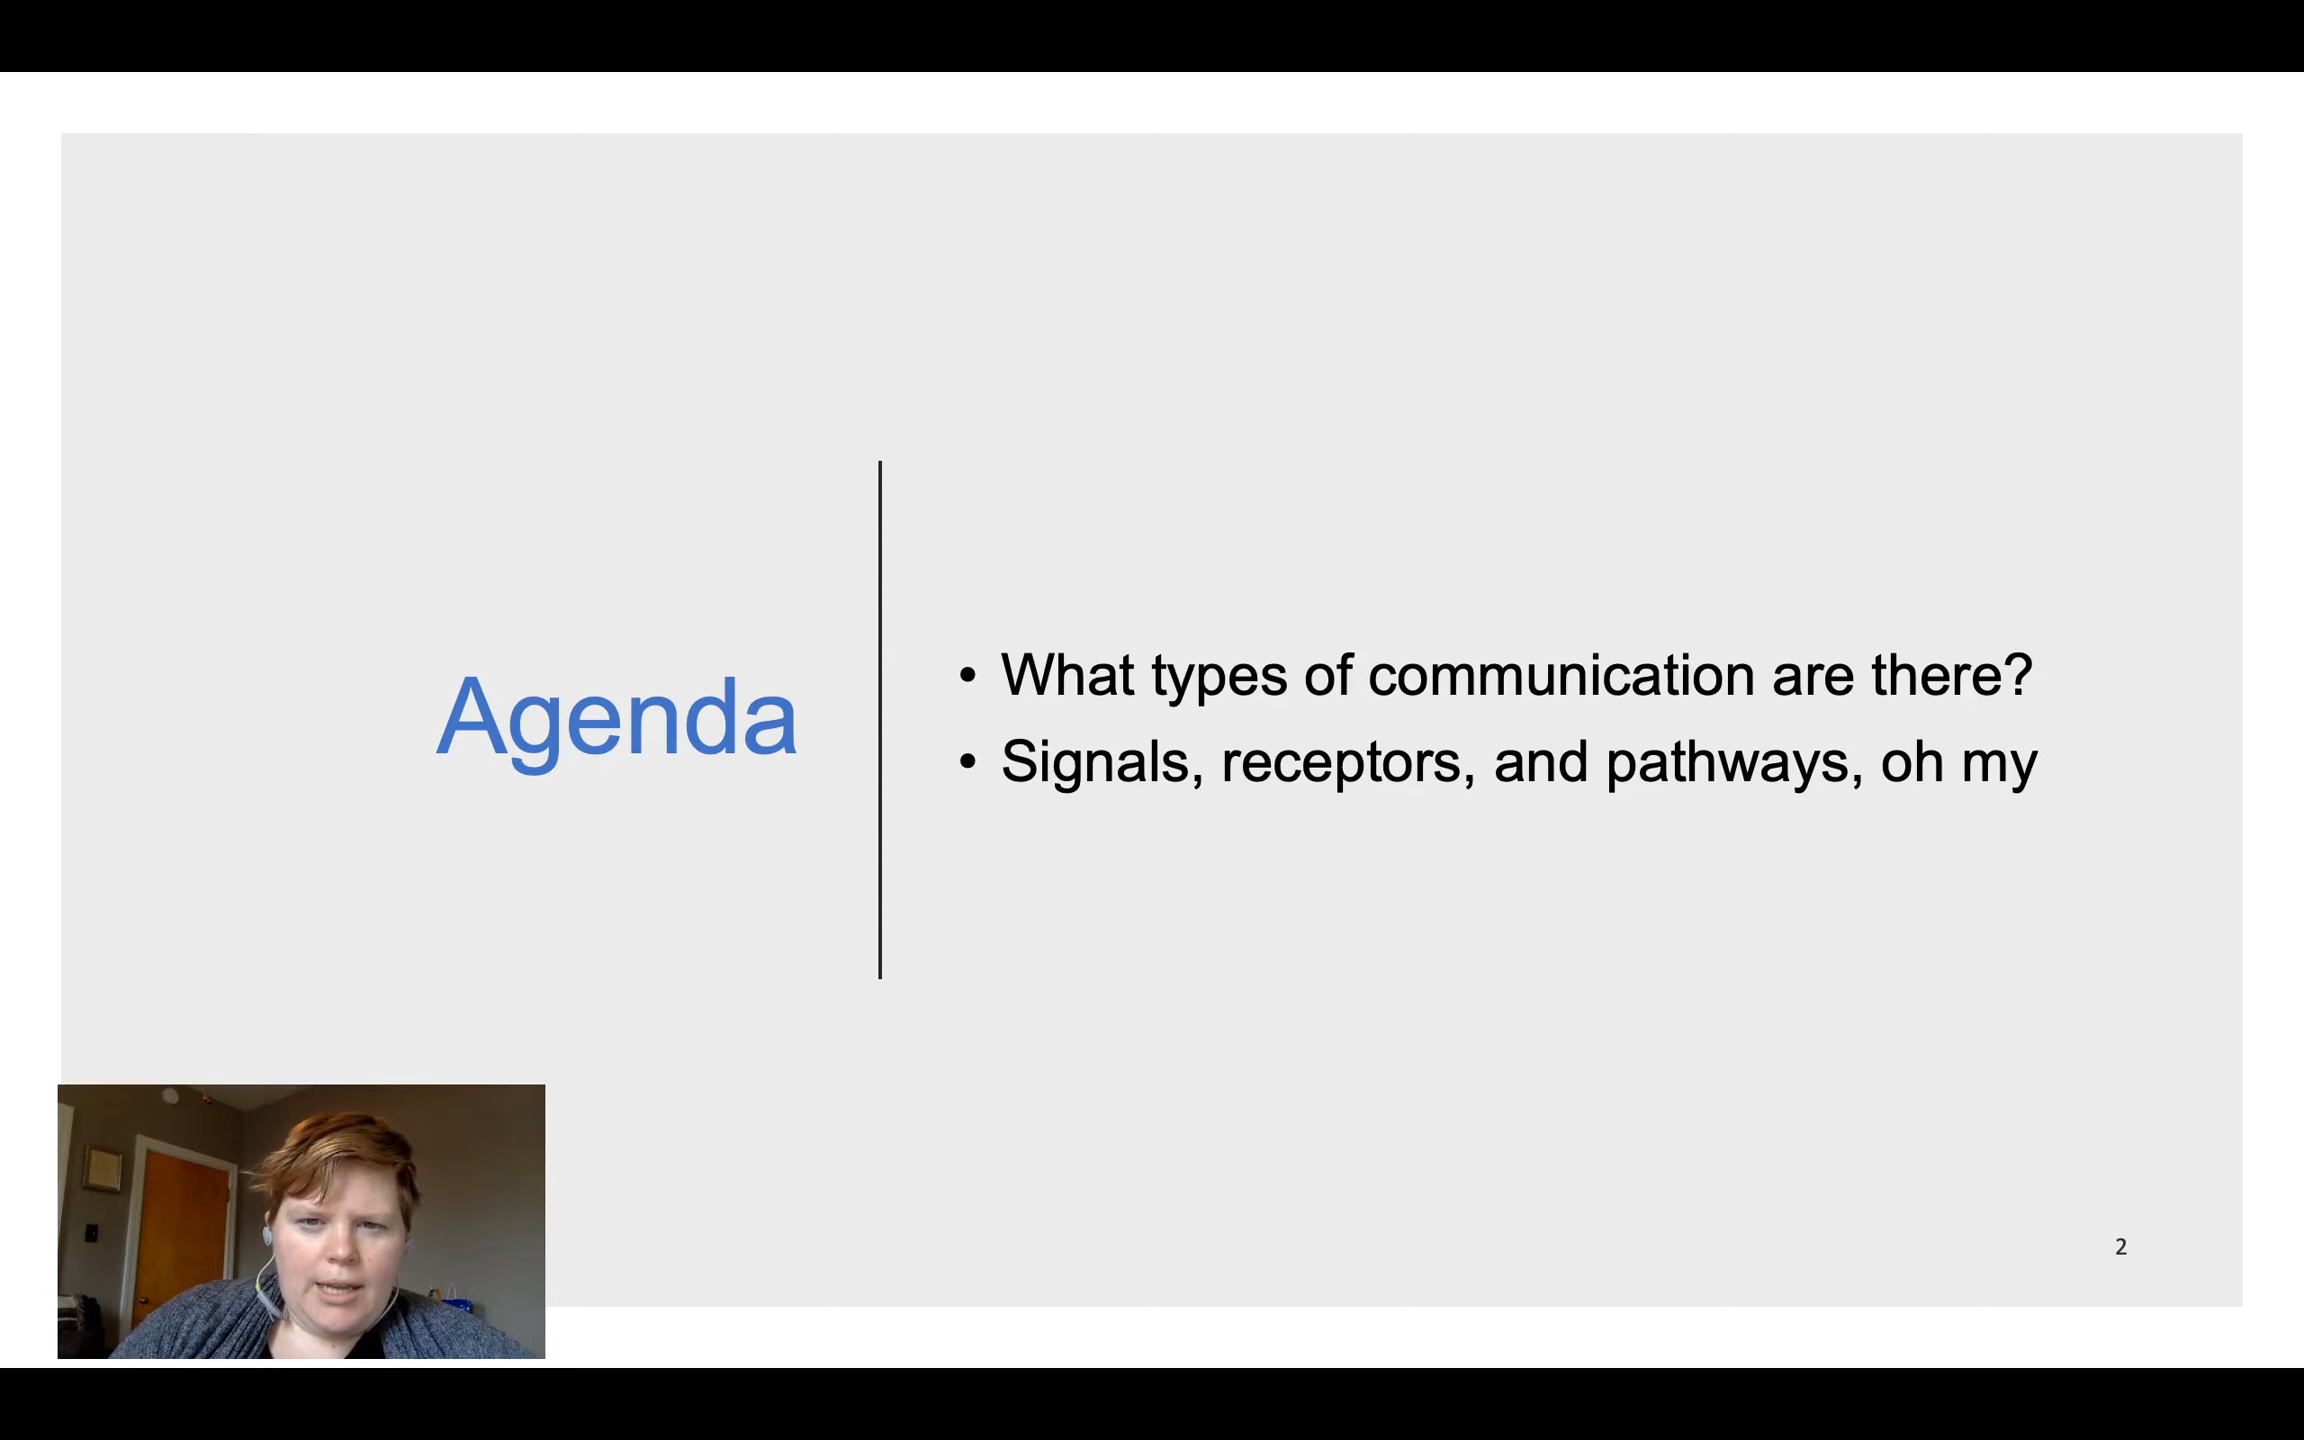 Agenda
• What types of communication are there?
• Signals, receptors, and pathways, oh my
2